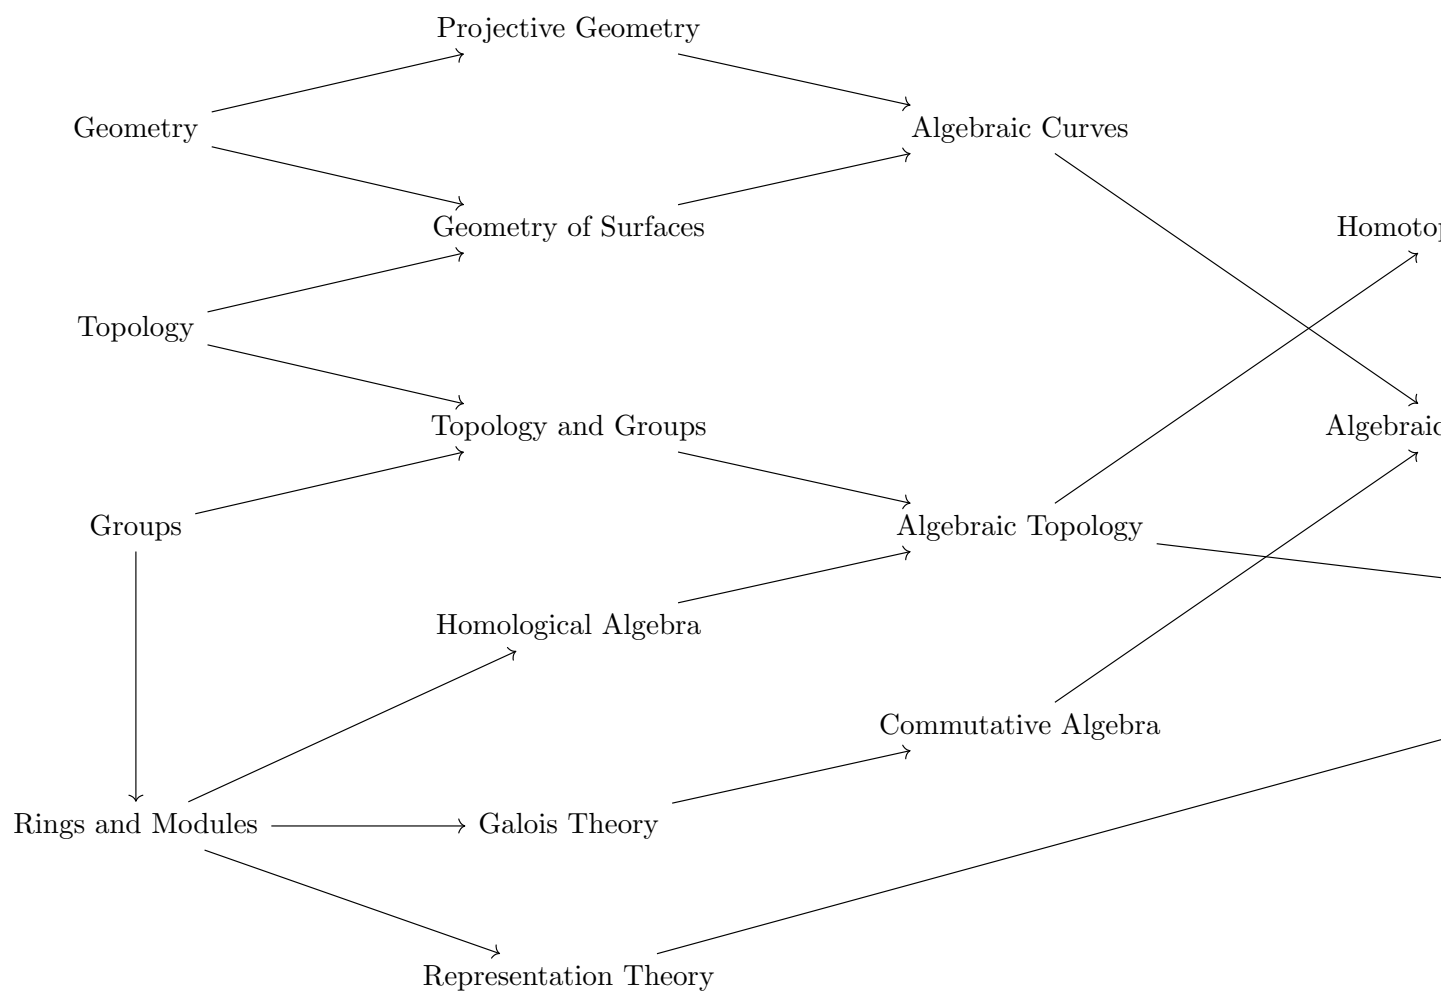 Projective Geometry
Geometry
Algebraic Curves
Geometry of Surfaces
Topology
Topology and Groups
Groups
Algebraic Topology
Homological Algebra
Commutative Algebra
Rings and Modules
Galois Theory
Representation Theory